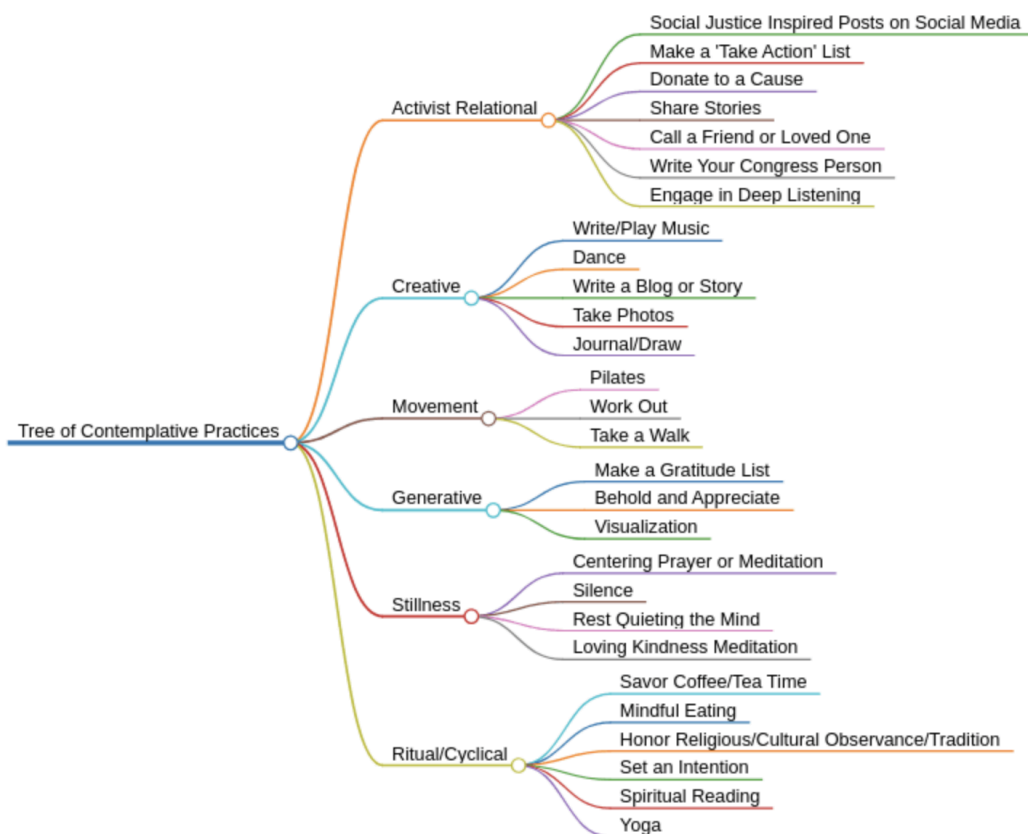 Social Justice Inspired Posts on Social Media
Make a 'Take Action' List
Donate to a Cause
Activist Relational
Share Stories
Call a Friend or Loved One
Write Your Congress Person
Engage in Deep Listening
Write/Play Music
Dance
Creative
Write a Blog or Story
Take Photos
Journal/Draw
Pilates
Movement
Work Out
Take a Walk
Tree of Contemplative Practices
Make a Gratitude List
Generative
Behold and Appreciate
Visualization
Centering Prayer or Meditation
Silence
Stillness
Rest Quieting the Mind
Loving Kindness Meditation
Savor Coffee/Tea Time
Mindful Eating
Honor Religious/Cultural Observance/Tradition
Ritual/Cyclical
Set an Intention
Spiritual Reading
Yoga